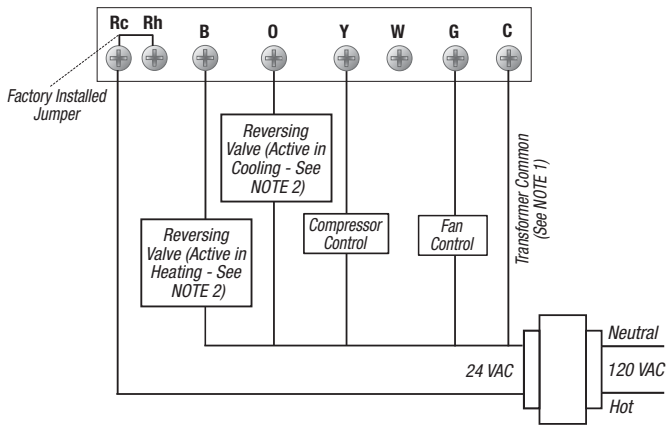 Rc Rh B O Y W G C
Factory Installed
Jumper
Reversing
Valve (Active in
Cooling - See
NOTE 2)
Reversing
Valve (Active in
Heating - See
NOTE 2)
Compressor
Control
Fan
Control
Transformer Common
(See NOTE 1)
24 VAC
Neutral
120 VAC
Hot